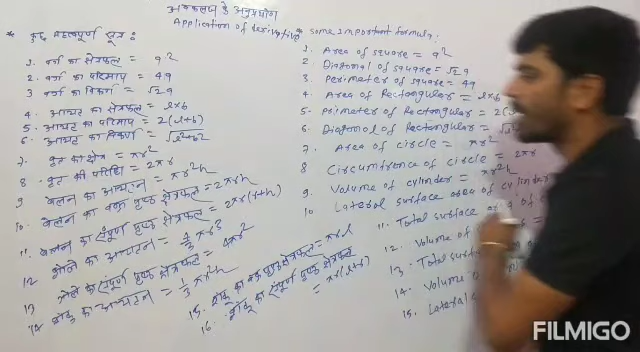 अवकलज के अनुप्रयोग
Application of derivative
* कुछ महत्वपूर्ण सूत्र :
1. वर्ग का क्षेत्रफल = a²
2. वर्ग का परिमाप = 4a
3 वर्ग का विकर्ण = √2 a
4. आयत का क्षेत्रफल = l×b
5. आयत का परिमाप = 2(l+b)
6. आयत का विकर्ण = √l²+b²
7. वृत का क्षेत्र = πr²
8. वृत की परिधि = 2πr
9 बेलन का आयतन = πr²h
10. बेलन का वक्र पृष्ठ क्षेत्रफल = 2πrh
11. बेलन का संपूर्ण पृष्ठ क्षेत्रफल = 2πr(r+h)
12 गोले का आयतन = 4/3 πr³
13 गोले का संपूर्ण पृष्ठ क्षेत्रफल = 4πr²
14 शंकु का आयतन = 1/3 πr²h
15. शंकु का वक्र पृष्ठ क्षेत्रफल = πrl
16. शंकु का संपूर्ण पृष्ठ क्षेत्रफल
= πr(l+r)
* some important formula:
1. Area of square = a²
2. Diagonal of square = √2 a
3. Perimeter of square = 4a
4. Area of Rectangular = l×b
5. Primeter of Rectangular = 2(
6. Diagonal of Rectangular =
7. Area of circle = πr²
8 Circumfrence of circle = 2πr
9. Volume of cylinder = πr²h
10 Lateral surface area of cylinder
11. Total surface of
12. Volume of
13. Total surf
14. Volume
15. Lateral
FILMIGO